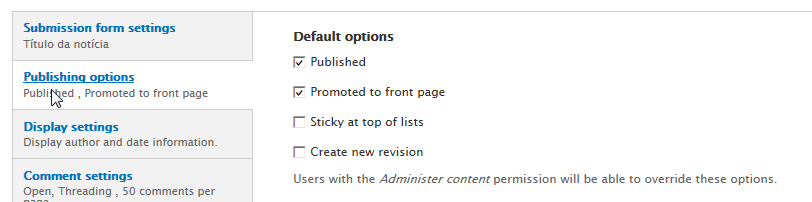 Submission form settings
Título da notícia
Publishing options
Published , Promoted to front page
Display settings
Display author and date information.
Comment settings
Open, Threading , 50 comments per
page
Default options
Published
Promoted to front page
Sticky at top of lists
Create new revision
Users with the Administer content permission will be able to override these options.